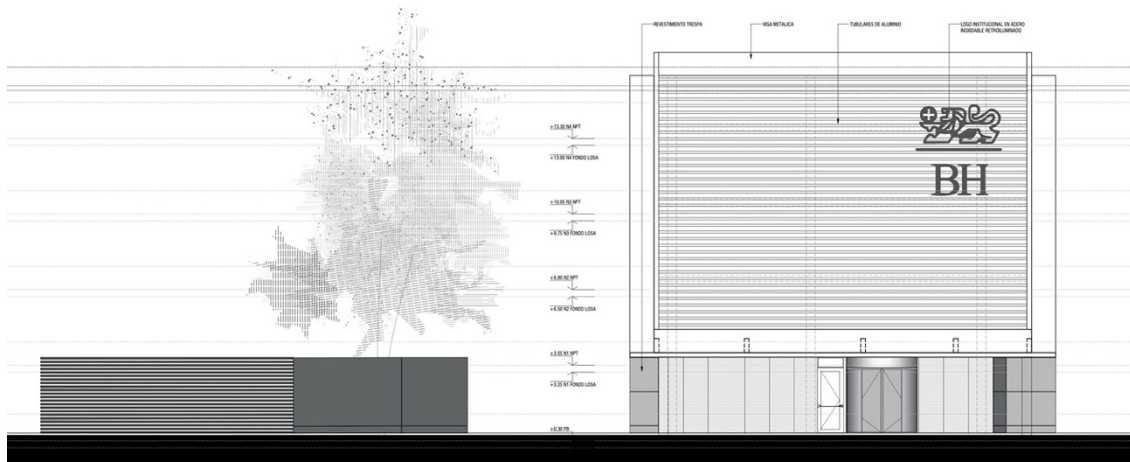 REVESTIMIENTO TRESPA
VIGA METALICA
TUBULARES DE ALUMINIO
LOGO INSTITUCIONAL EN ACERO
INOXIDABLE RETROILUMINADO
BH
+13.30 N4 NPT
+13.00 N4 FONDO LOSA
+10.05 N3 NPT
+9.75 N3 FONDO LOSA
+6.80 N2 NPT
+6.50 N2 FONDO LOSA
+3.55 N1 NPT
+3.25 N1 FONDO LOSA
+0.30 PB